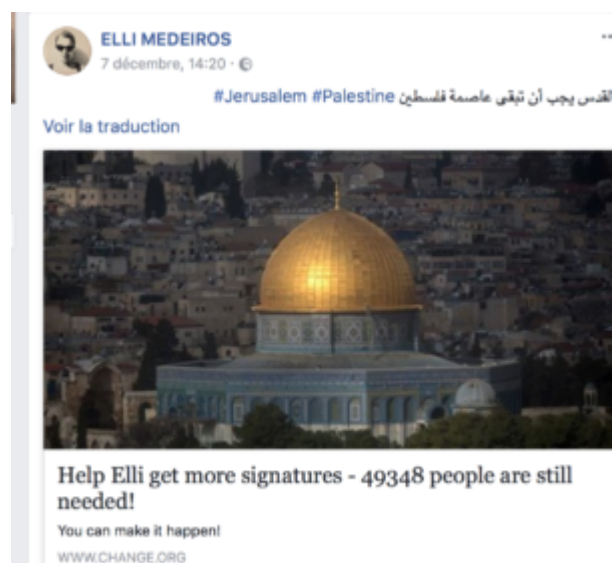 ELLI MEDEIROS
7 décembre, 14:20 ·
القدس يجب أن تبقى عاصمة فلسطين #Jerusalem #Palestine
Voir la traduction
Help Elli get more signatures - 49348 people are still
needed!
You can make it happen!
WWW.CHANGE.ORG